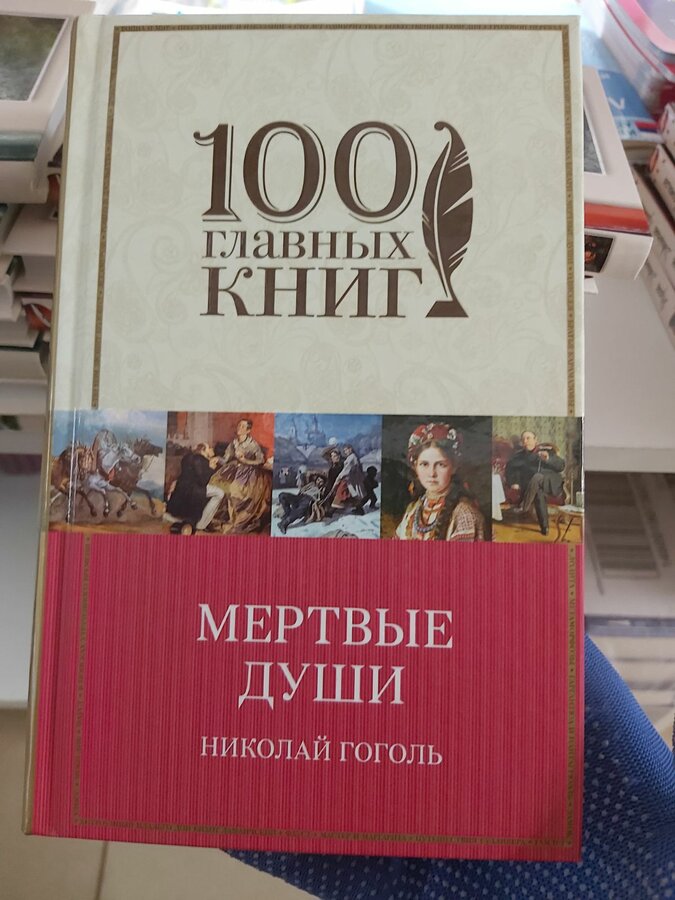 100
главных
КНИГ
МЕРТВЫЕ
ДУШИ
НИКОЛАЙ ГОГОЛЬ